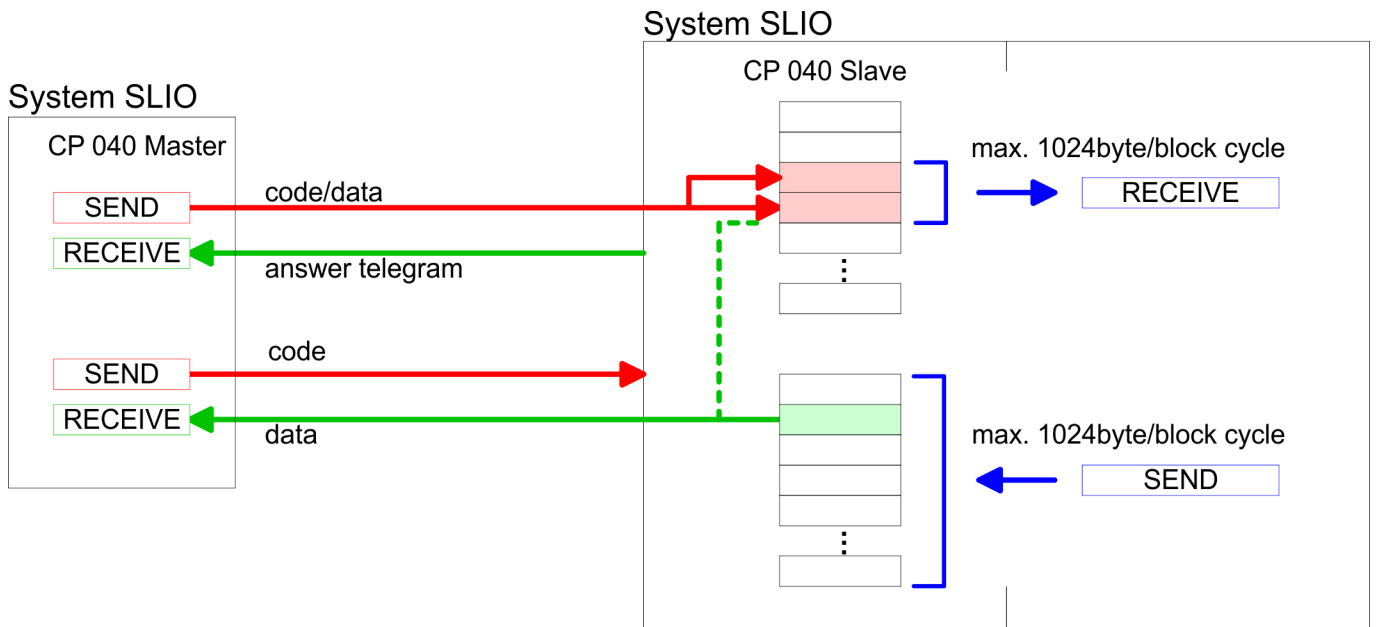 System SLIO
CP 040 Slave
System SLIO
CP 040 Master
max. 1024byte/block cycle
code/data
SEND
RECEIVE
RECEIVE
answer telegram
code
SEND
RECEIVE
data
max. 1024byte/block cycle
SEND